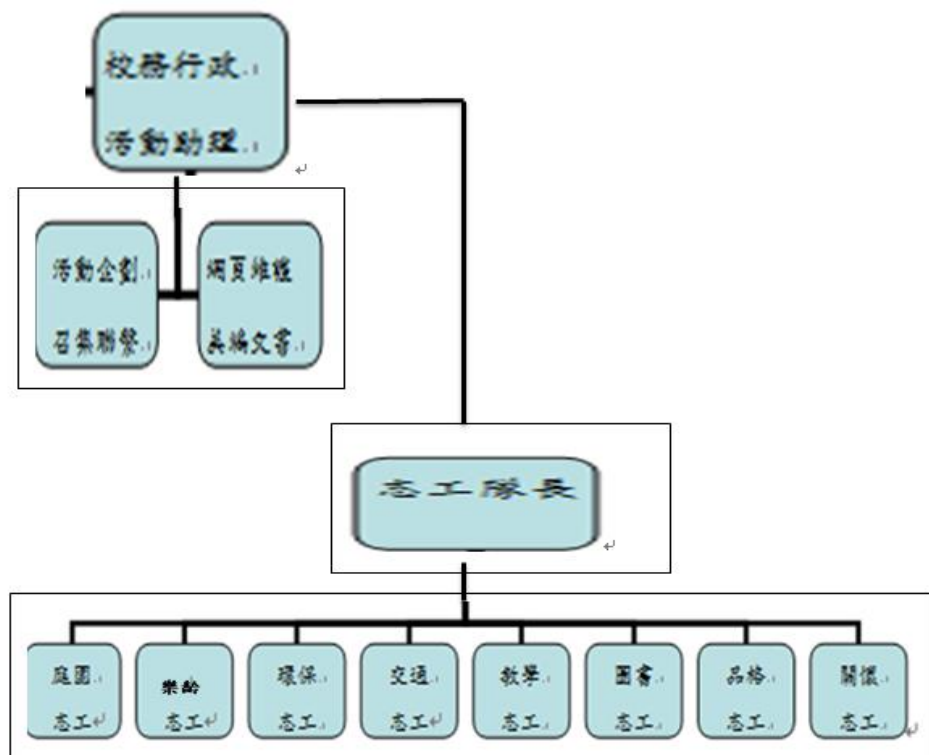 校務行政
活動助理
活動企劃
召集聯繫
網頁維護
美編文書
志工隊長
庭園
志工
樂齡
志工
環保
志工
交通
志工
教學
志工
圖書
志工
品格
志工
關懷
志工